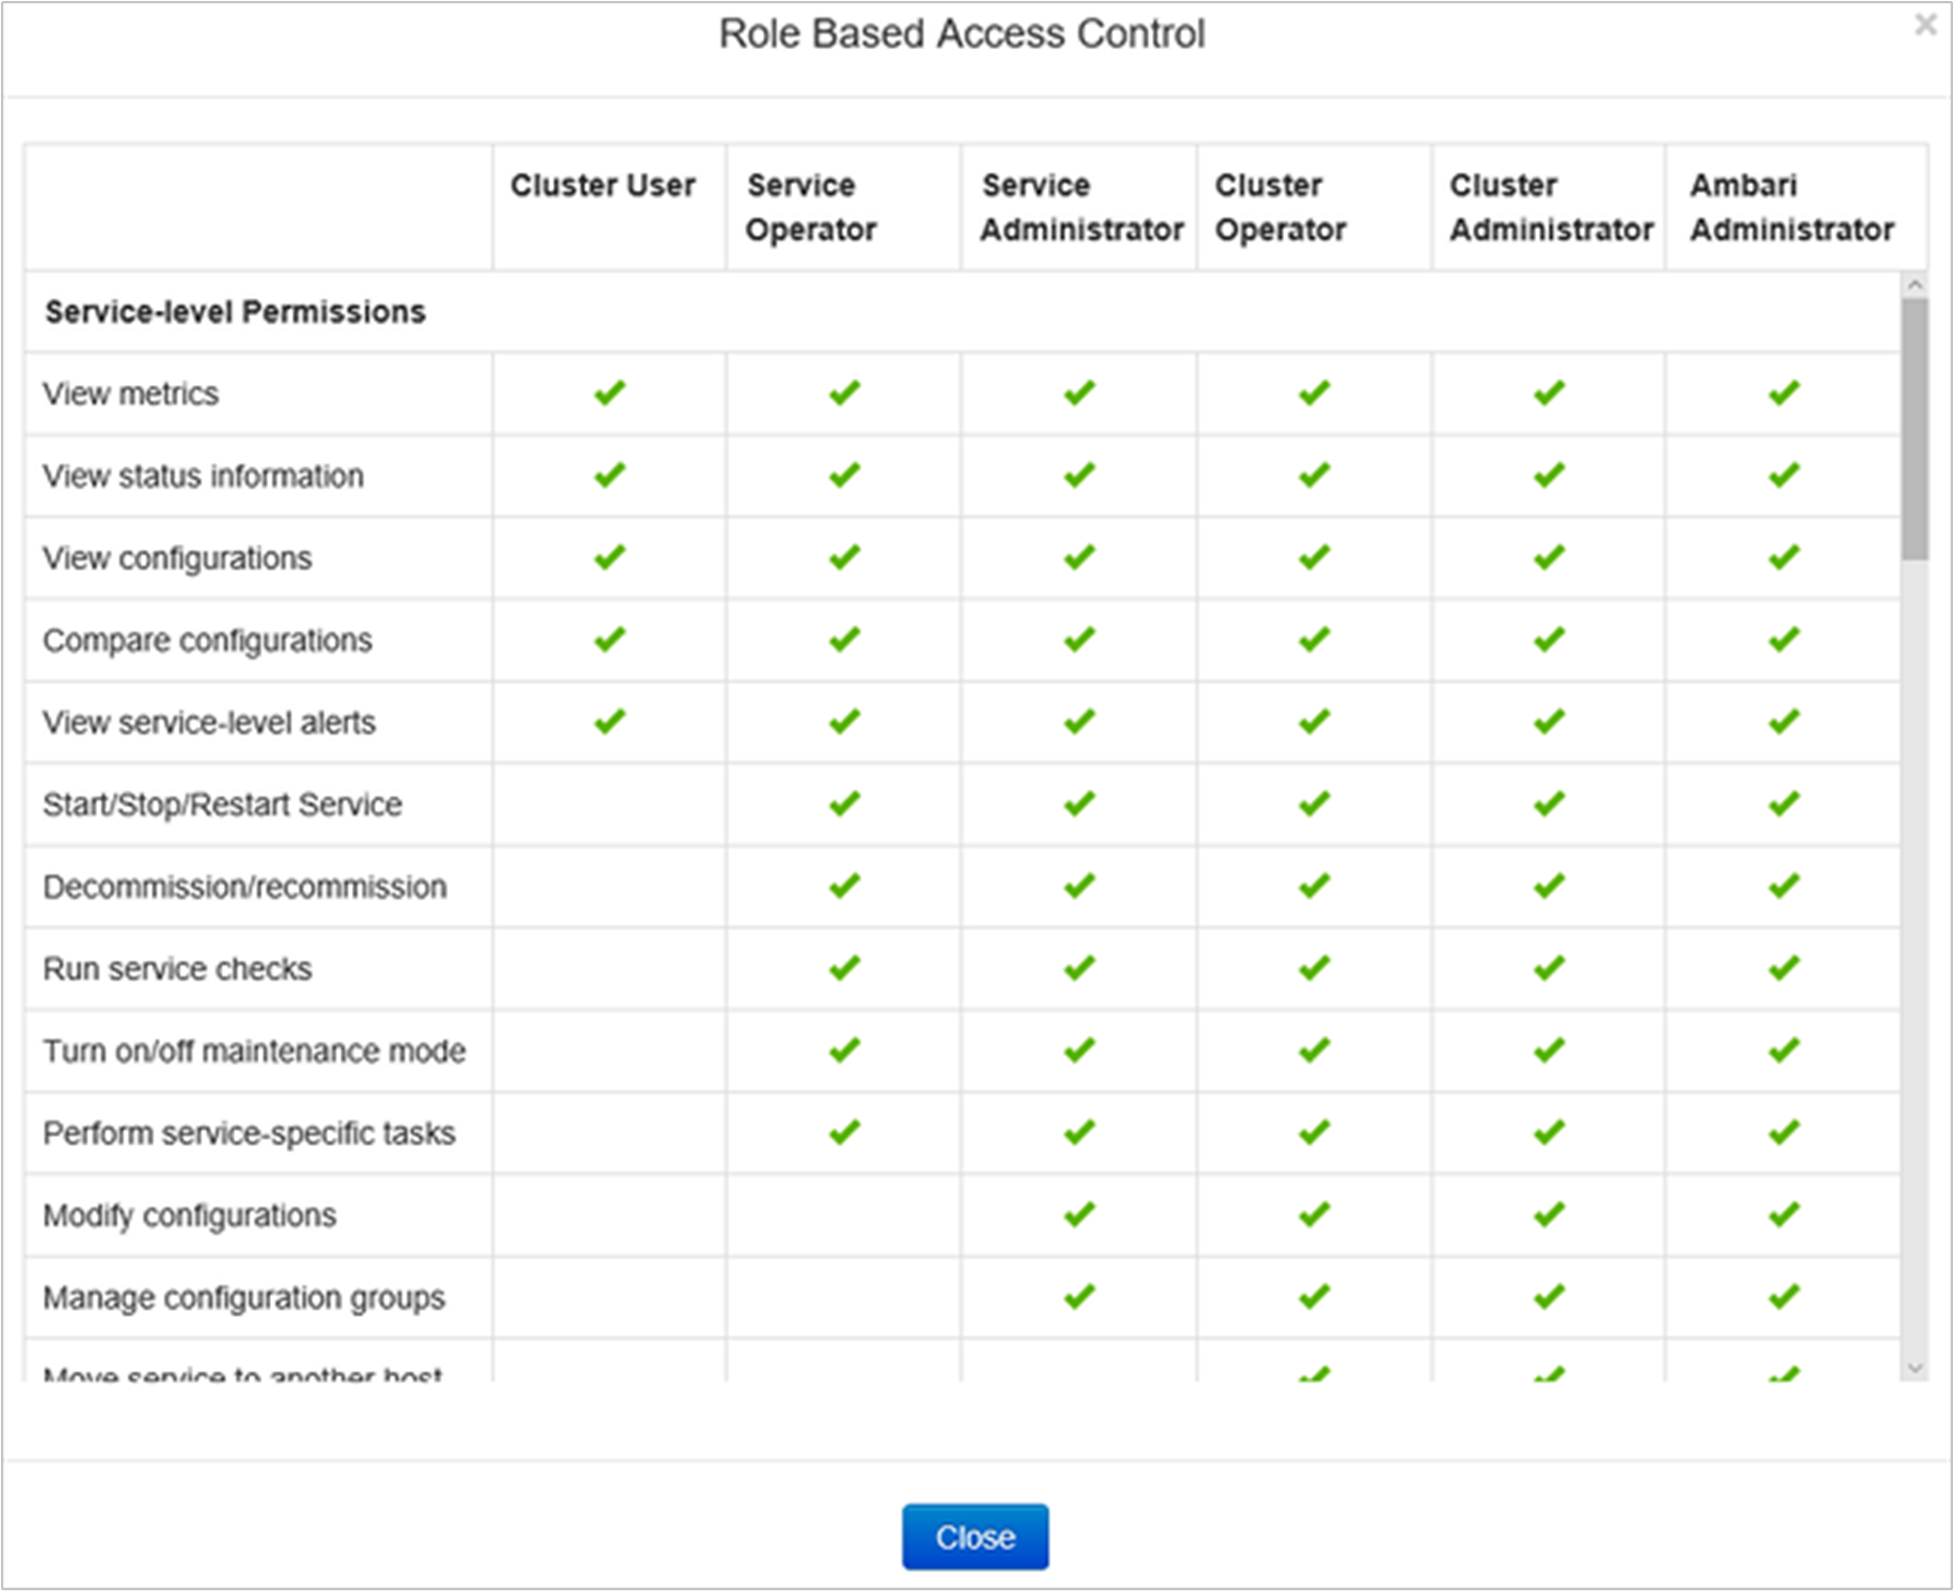 Role Based Access Control
×
Cluster User
Service
Operator
Service
Administrator
Cluster
Operator
Cluster
Administrator
Ambari
Administrator
Service-level Permissions
View metrics
View status information
View configurations
Compare configurations
View service-level alerts
Start/Stop/Restart Service
Decommission/recommission
Run service checks
Turn on/off maintenance mode
Perform service-specific tasks
Modify configurations
Manage configuration groups
Move service to another host
Close